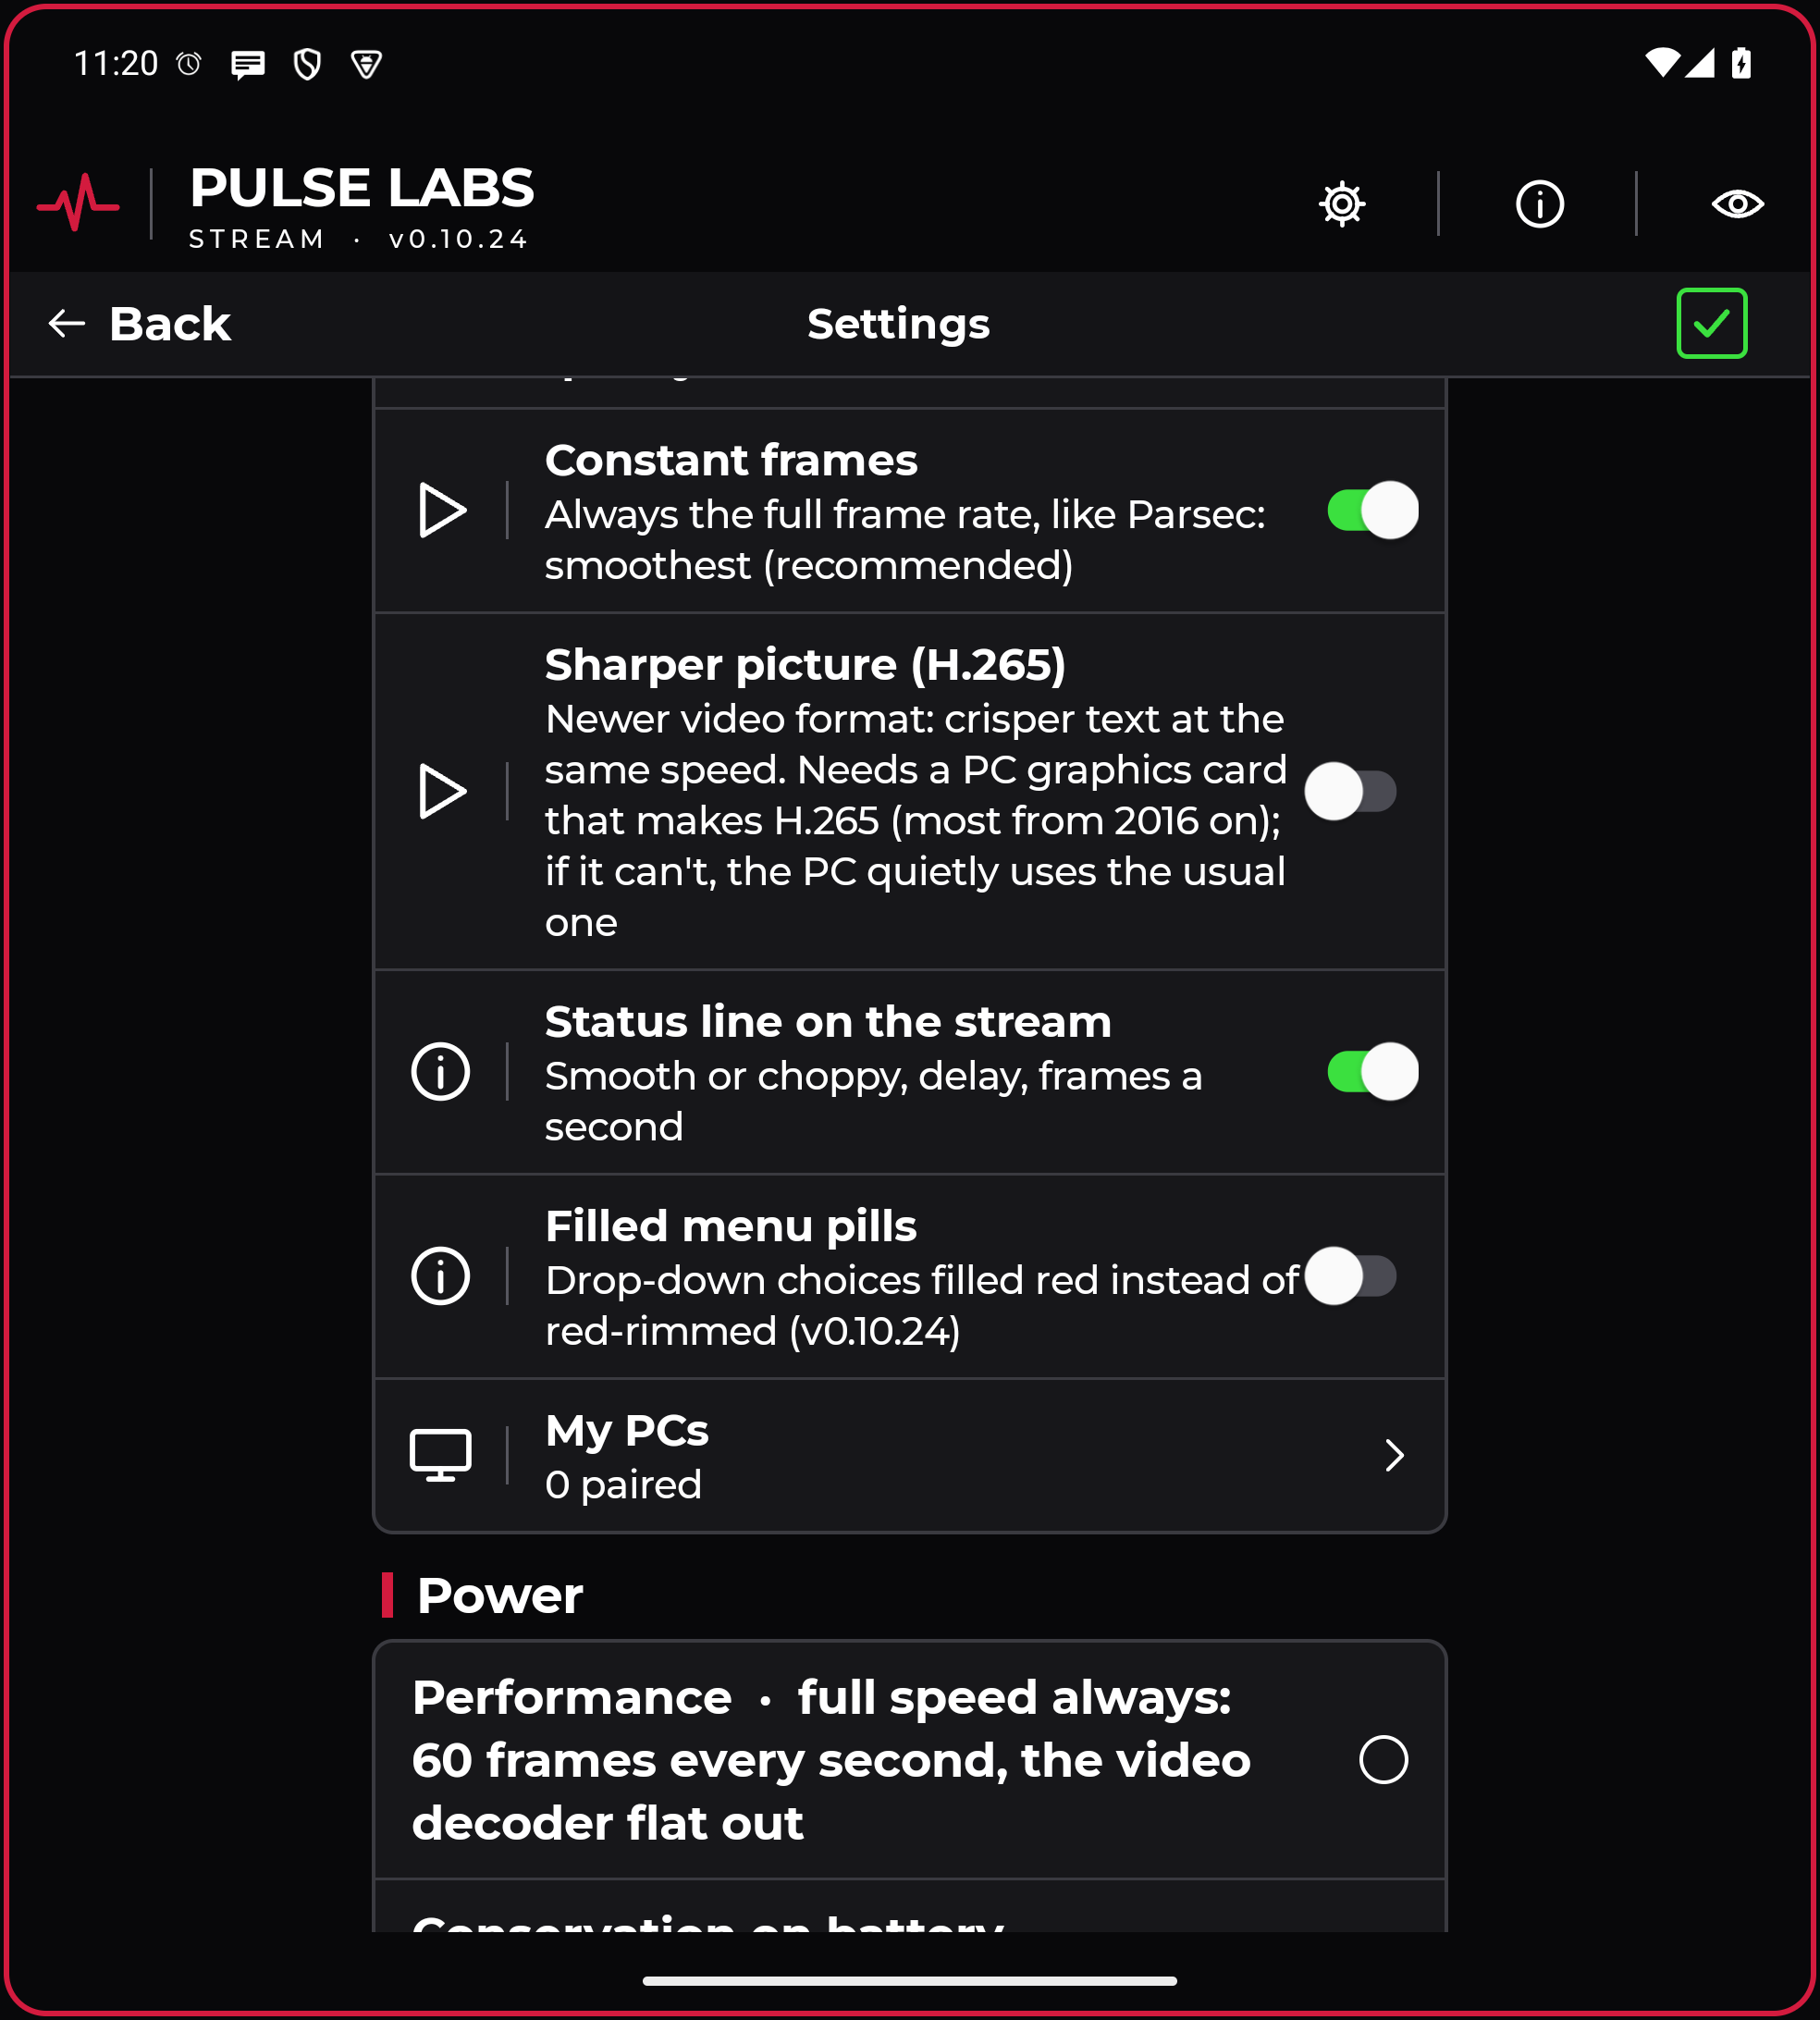 11:20
PULSE LABS
STREAM · v0.10.24
Back
Settings
Constant frames
Always the full frame rate, like Parsec:
smoothest (recommended)
Sharper picture (H.265)
Newer video format: crisper text at the
same speed. Needs a PC graphics card
that makes H.265 (most from 2016 on);
if it can't, the PC quietly uses the usual
one
Status line on the stream
Smooth or choppy, delay, frames a
second
Filled menu pills
Drop-down choices filled red instead of
red-rimmed (v0.10.24)
My PCs
0 paired
Power
Performance · full speed always:
60 frames every second, the video
decoder flat out
Conservation on battery